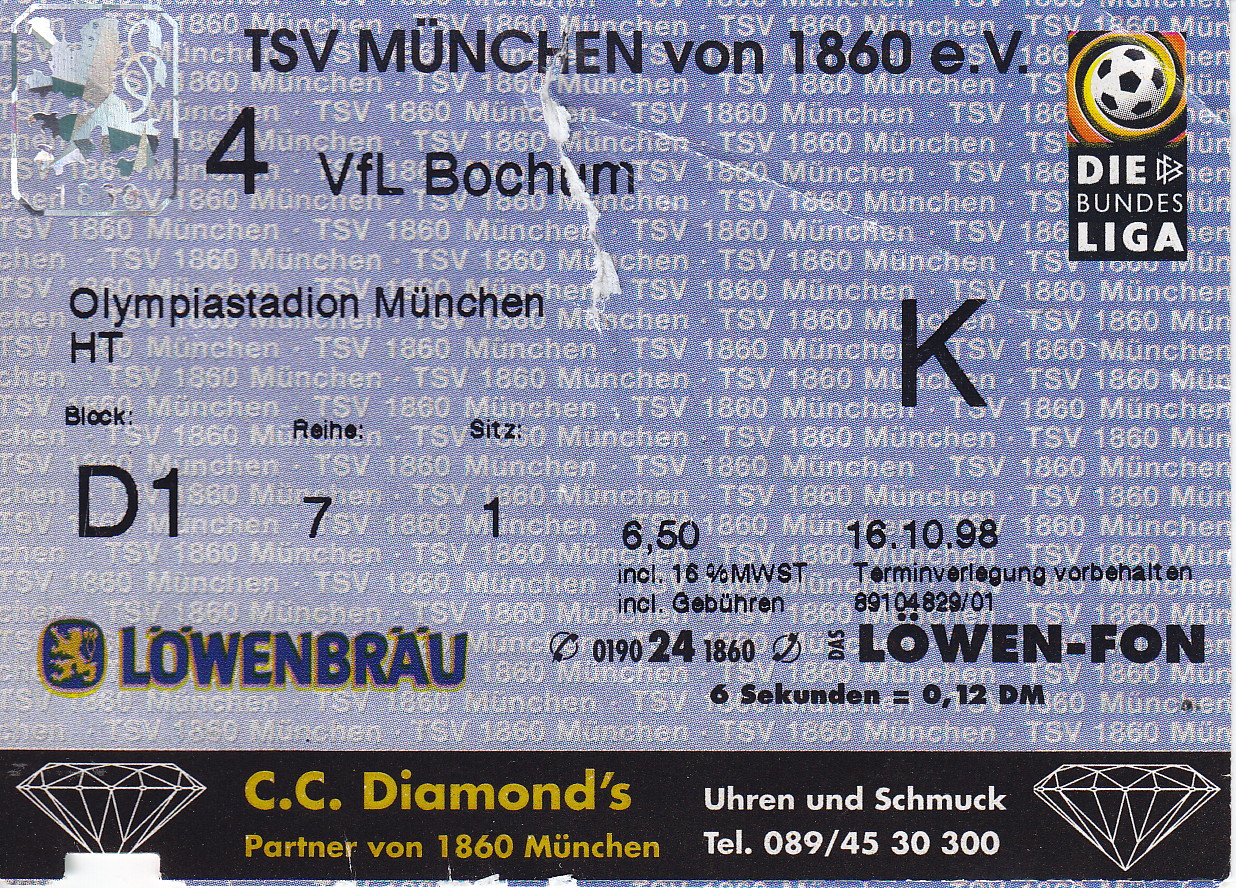 TSV MÜNCHEN von 1860 e.V.
4 VfL Bochum
DIE
BUNDES
LIGA
Olympiastadion München
HT
K
Block: Reihe: Sitz:
D1 7 1
6,50 16.10.98
incl. 16 %MWST Terminverlegung vorbehalten
incl. Gebühren 89104829/01
LÖWENBRÄU
0190 24 1860 DAS LÖWEN-FON
6 Sekunden = 0,12 DM
C.C. Diamond's
Partner von 1860 München
Uhren und Schmuck
Tel. 089/45 30 300